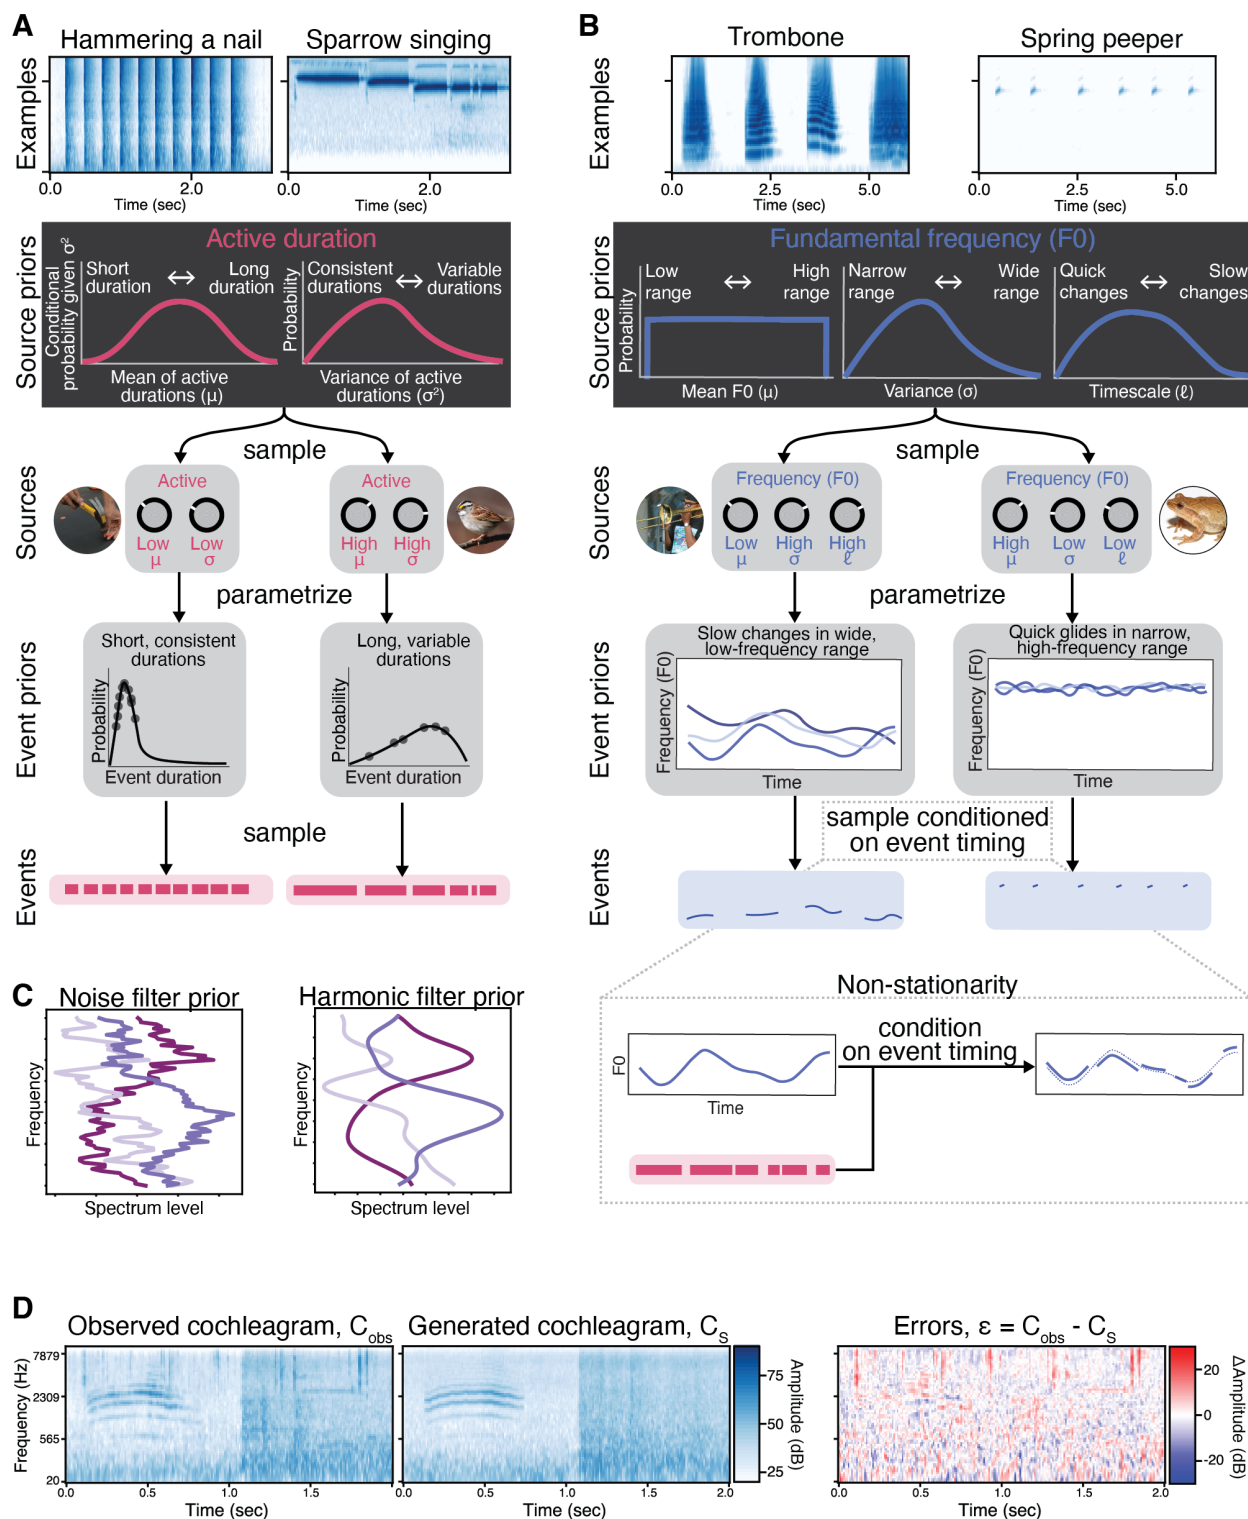 A
Hammering a nail
Sparrow singing
Examples
0.0
2.0
0.0
2.0
Time (sec)
Time (sec)
Source priors
Active duration
Conditional
probability given σ²
Short
duration
Long
duration
Mean of active
durations (μ)
Probability
Consistent
durations
Variable
durations
Variance of active
durations (σ²)
sample
Sources
Active
Low
μ
Low
σ
Active
High
μ
High
σ
parametrize
Event priors
Short, consistent
durations
Probability
Event duration
Long, variable
durations
Probability
Event duration
sample
Events
B
Trombone
Spring peeper
Examples
0.0
2.5
5.0
0.0
2.5
5.0
Time (sec)
Time (sec)
Source priors
Fundamental frequency (F0)
Probability
Low
range
High
range
Mean F0 (μ)
Narrow
range
Wide
range
Variance (σ)
Quick
changes
Slow
changes
Timescale (ℓ)
sample
Sources
Frequency (F0)
Low
μ
High
σ
High
ℓ
Frequency (F0)
High
μ
Low
σ
Low
ℓ
parametrize
Event priors
Slow changes in wide,
low-frequency range
Frequency (F0)
Time
Quick glides in narrow,
high-frequency range
Frequency (F0)
Time
sample conditioned
on event timing
Events
Non-stationarity
F0
Time
condition
on event timing
C
Noise filter prior
Frequency
Spectrum level
Harmonic filter prior
Frequency
Spectrum level
D
Observed cochleagram, C_obs
Frequency (Hz)
7879
2309
565
20
0.0
0.5
1.0
1.5
Time (sec)
Generated cochleagram, C_S
0.0
0.5
1.0
1.5
2.0
Time (sec)
75
50
25
Amplitude (dB)
Errors, ε = C_obs - C_S
0.0
0.5
1.0
1.5
2.0
Time (sec)
20
0
-20
ΔAmplitude (dB)